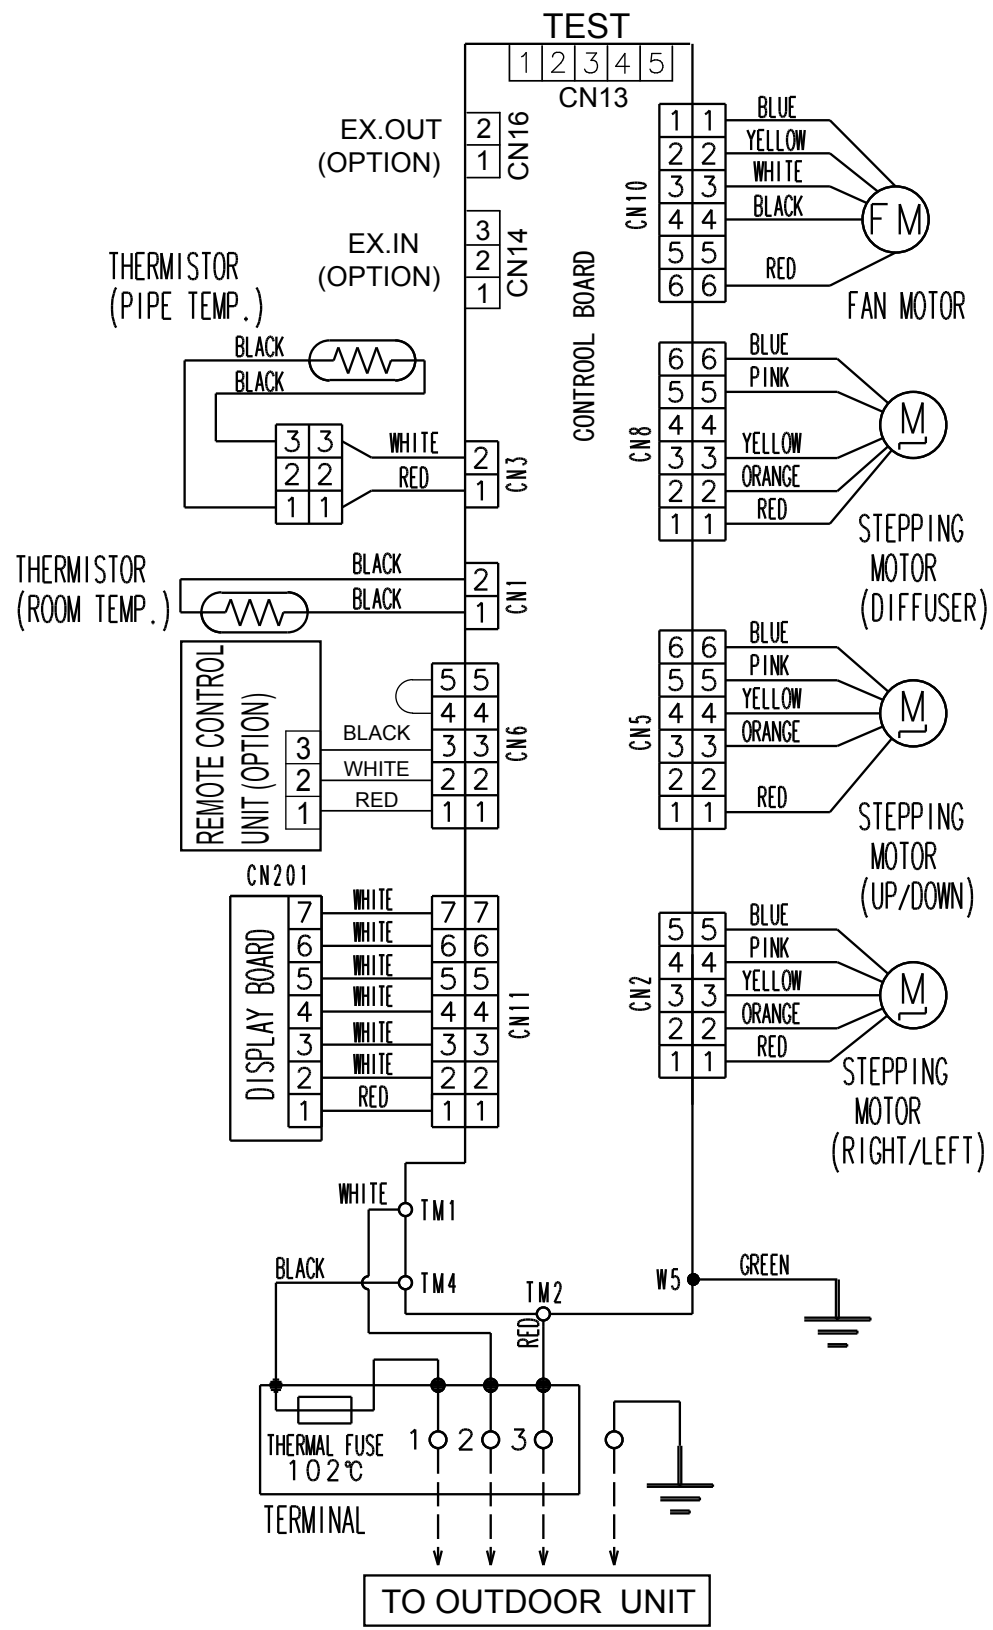 TEST
1 2 3 4 5
CN13
EX.OUT
(OPTION)
2
1
CN16
EX.IN
(OPTION)
3
2
1
CN14
CONTROOL BOARD
THERMISTOR
(PIPE TEMP.)
BLACK
BLACK
3 3
2 2
1 1
WHITE
RED
2
1
CN3
THERMISTOR
(ROOM TEMP.)
BLACK
BLACK
2
1
CN1
REMOTE CONTROL
UNIT(OPTION)
3
2
1
BLACK
WHITE
RED
5 5
4 4
3 3
2 2
1 1
CN6
CN201
DISPLAY BOARD
7
6
5
4
3
2
1
WHITE
WHITE
WHITE
WHITE
WHITE
WHITE
RED
7 7
6 6
5 5
4 4
3 3
2 2
1 1
CN11
CN10
1 1
2 2
3 3
4 4
5 5
6 6
BLUE
YELLOW
WHITE
BLACK
RED
FM
FAN MOTOR
CN8
6 6
5 5
4 4
3 3
2 2
1 1
BLUE
PINK
YELLOW
ORANGE
RED
M
STEPPING
MOTOR
(DIFFUSER)
CN5
6 6
5 5
4 4
3 3
2 2
1 1
BLUE
PINK
YELLOW
ORANGE
RED
M
STEPPING
MOTOR
(UP/DOWN)
CN2
5 5
4 4
3 3
2 2
1 1
BLUE
PINK
YELLOW
ORANGE
RED
M
STEPPING
MOTOR
(RIGHT/LEFT)
WHITE
TM1
BLACK
TM4
TM2
RED
W5
GREEN
THERMAL FUSE
102℃
1 2 3
TERMINAL
TO OUTDOOR UNIT